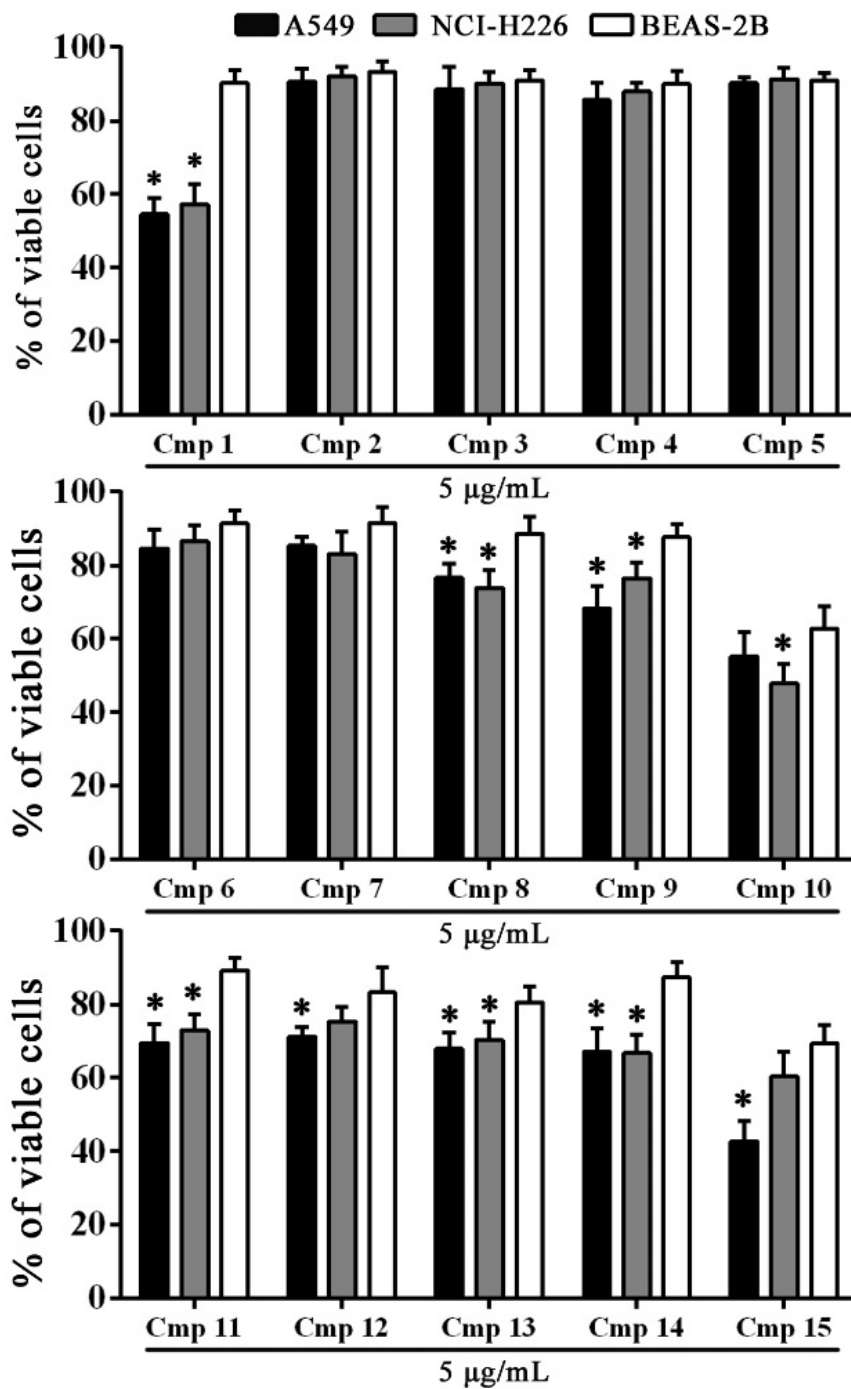 A549 NCI-H226 BEAS-2B
% of viable cells
100
80
60
40
20
0
* *
Cmp 1 Cmp 2 Cmp 3 Cmp 4 Cmp 5
5 µg/mL
% of viable cells
100
80
60
40
20
0
* * * * *
Cmp 6 Cmp 7 Cmp 8 Cmp 9 Cmp 10
5 µg/mL
% of viable cells
100
80
60
40
20
0
* * * * * * * *
Cmp 11 Cmp 12 Cmp 13 Cmp 14 Cmp 15
5 µg/mL